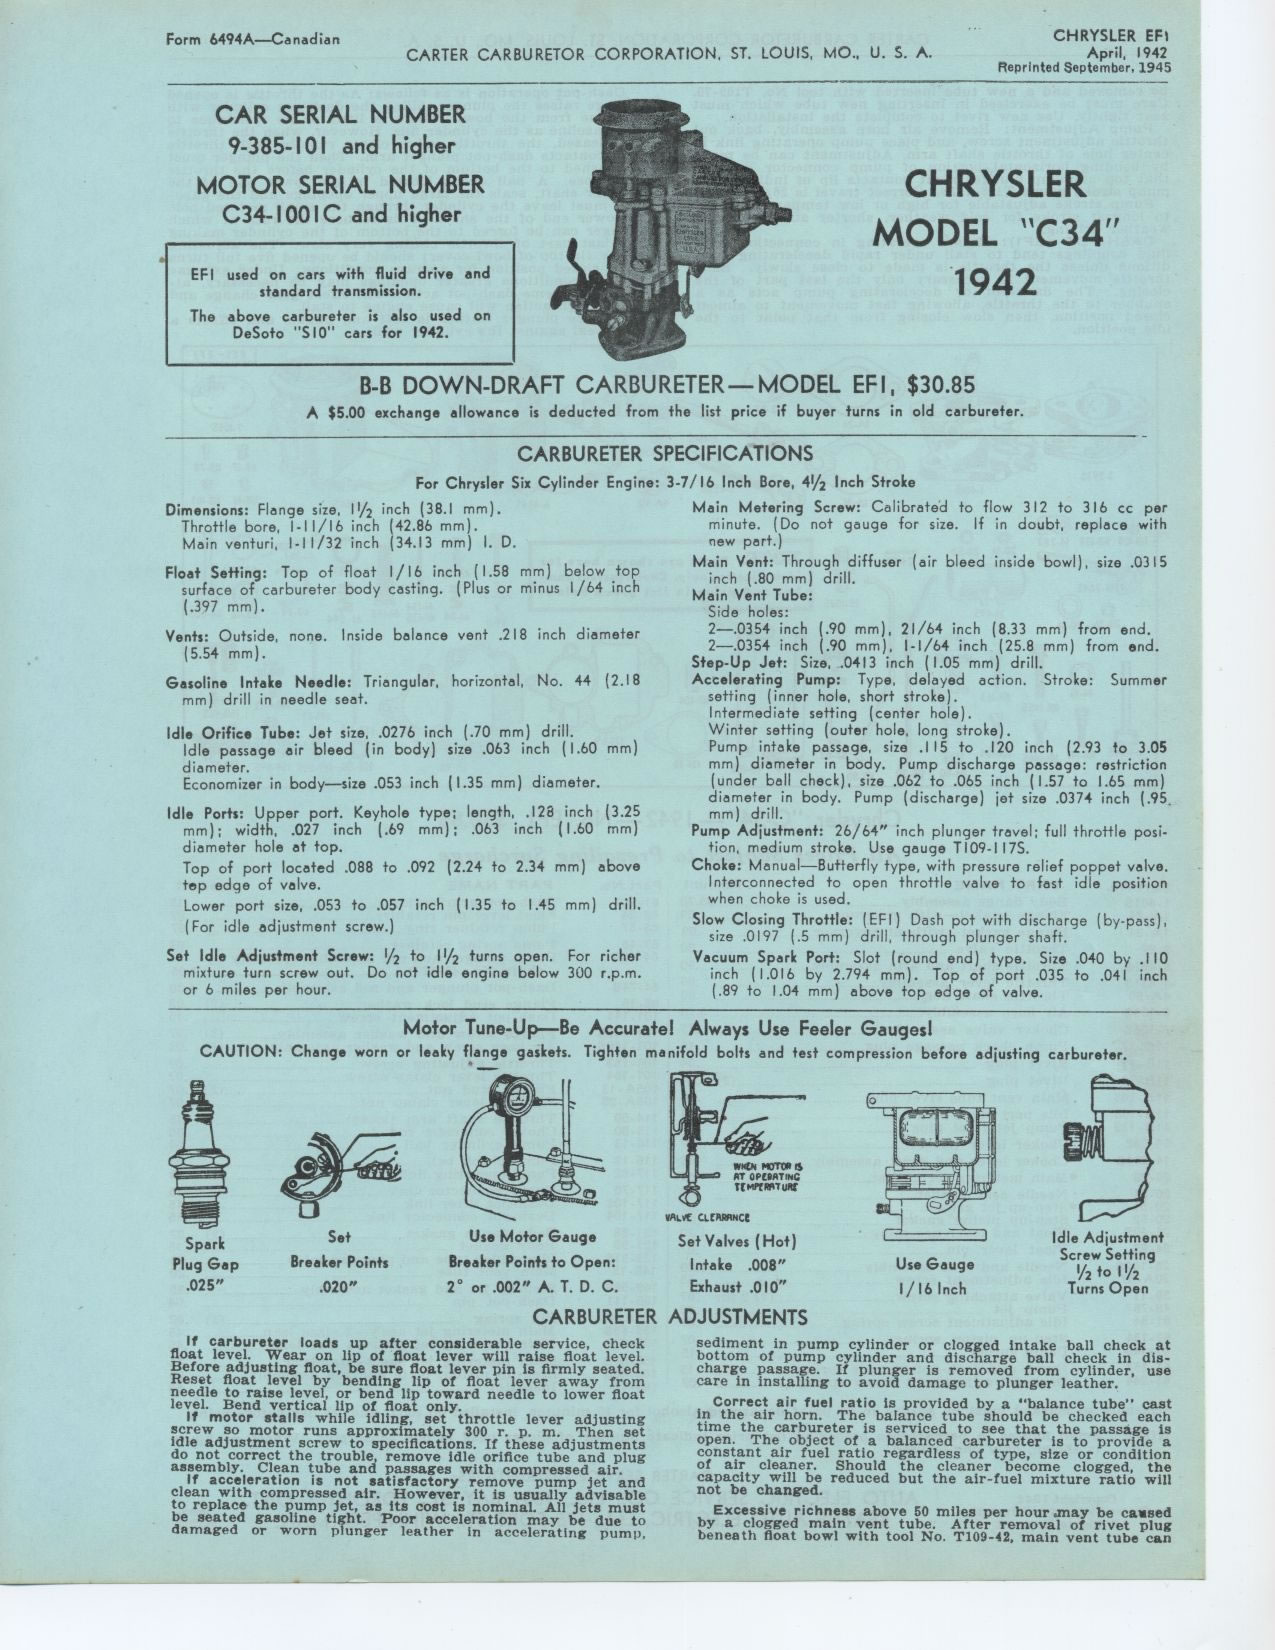 Form 6494A—Canadian
CARTER CARBURETOR CORPORATION, ST. LOUIS, MO., U. S. A.
CHRYSLER EF1
April, 1942
Reprinted September, 1945
CAR SERIAL NUMBER
9-385-101 and higher
MOTOR SERIAL NUMBER
C34-1001C and higher
EF1 used on cars with fluid drive and
standard transmission.
The above carbureter is also used on
DeSoto "S10" cars for 1942.
CHRYSLER
MODEL "C34"
1942
B-B DOWN-DRAFT CARBURETER—MODEL EF1, $30.85
A $5.00 exchange allowance is deducted from the list price if buyer turns in old carbureter.
CARBURETER SPECIFICATIONS
For Chrysler Six Cylinder Engine: 3-7/16 Inch Bore, 4½ Inch Stroke
Dimensions: Flange size, 1½ inch (38.1 mm).
Throttle bore, 1-11/16 inch (42.86 mm).
Main venturi, 1-11/32 inch (34.13 mm) I. D.
Float Setting: Top of float 1/16 inch (1.58 mm) below top
surface of carbureter body casting. (Plus or minus 1/64 inch
(.397 mm).
Vents: Outside, none. Inside balance vent .218 inch diameter
(5.54 mm).
Gasoline Intake Needle: Triangular, horizontal, No. 44 (2.18
mm) drill in needle seat.
Idle Orifice Tube: Jet size, .0276 inch (.70 mm) drill.
Idle passage air bleed (in body) size .063 inch (1.60 mm)
diameter.
Economizer in body—size .053 inch (1.35 mm) diameter.
Idle Ports: Upper port. Keyhole type; length, .128 inch (3.25
mm); width, .027 inch (.69 mm); .063 inch (1.60 mm)
diameter hole at top.
Top of port located .088 to .092 (2.24 to 2.34 mm) above
top edge of valve.
Lower port size, .053 to .057 inch (1.35 to 1.45 mm) drill.
(For idle adjustment screw.)
Set Idle Adjustment Screw: ½ to 1½ turns open. For richer
mixture turn screw out. Do not idle engine below 300 r.p.m.
or 6 miles per hour.
Main Metering Screw: Calibrated to flow 312 to 316 cc per
minute. (Do not gauge for size. If in doubt, replace with
new part.)
Main Vent: Through diffuser (air bleed inside bowl), size .0315
inch (.80 mm) drill.
Main Vent Tube:
Side holes:
2—.0354 inch (.90 mm), 21/64 inch (8.33 mm) from end.
2—.0354 inch (.90 mm), 1-1/64 inch (25.8 mm) from end.
Step-Up Jet: Size, .0413 inch (1.05 mm) drill.
Accelerating Pump: Type, delayed action. Stroke: Summer
setting (inner hole, short stroke).
Intermediate setting (center hole).
Winter setting (outer hole, long stroke).
Pump intake passage, size .115 to .120 inch (2.93 to 3.05
mm) diameter in body. Pump discharge passage: restriction
(under ball check), size .062 to .065 inch (1.57 to 1.65 mm)
diameter in body. Pump (discharge) jet size .0374 inch (.95
mm) drill.
Pump Adjustment: 26/64" inch plunger travel; full throttle posi-
tion, medium stroke. Use gauge T109-117S.
Choke: Manual—Butterfly type, with pressure relief poppet valve.
Interconnected to open throttle valve to fast idle position
when choke is used.
Slow Closing Throttle: (EF1) Dash pot with discharge (by-pass),
size .0197 (.5 mm) drill, through plunger shaft.
Vacuum Spark Port: Slot (round end) type. Size .040 by .110
inch (1.016 by 2.794 mm). Top of port .035 to .041 inch
(.89 to 1.04 mm) above top edge of valve.
Motor Tune-Up—Be Accurate! Always Use Feeler Gauges!
CAUTION: Change worn or leaky flange gaskets. Tighten manifold bolts and test compression before adjusting carbureter.
WHEN MOTOR IS
AT OPERATING
TEMPERATURE
VALVE CLEARANCE
Spark
Plug Gap
.025"
Set
Breaker Points
.020"
Use Motor Gauge
Breaker Points to Open:
2° or .002" A. T. D. C.
Set Valves (Hot)
Intake .008"
Exhaust .010"
Use Gauge
1/16 Inch
Idle Adjustment
Screw Setting
½ to 1½
Turns Open
CARBURETER ADJUSTMENTS
If carbureter loads up after considerable service, check
float level. Wear on lip of float lever will raise float level.
Before adjusting float, be sure float lever pin is firmly seated.
Reset float level by bending lip of float lever away from
needle to raise level, or bend lip toward needle to lower float
level. Bend vertical lip of float only.
If motor stalls while idling, set throttle lever adjusting
screw so motor runs approximately 300 r. p. m. Then set
idle adjustment screw to specifications. If these adjustments
do not correct the trouble, remove idle orifice tube and plug
assembly. Clean tube and passages with compressed air.
If acceleration is not satisfactory remove pump jet and
clean with compressed air. However, it is usually advisable
to replace the pump jet, as its cost is nominal. All jets must
be seated gasoline tight. Poor acceleration may be due to
damaged or worn plunger leather in accelerating pump,
sediment in pump cylinder or clogged intake ball check at
bottom of pump cylinder and discharge ball check in dis-
charge passage. If plunger is removed from cylinder, use
care in installing to avoid damage to plunger leather.
Correct air fuel ratio is provided by a "balance tube" cast
in the air horn. The balance tube should be checked each
time the carbureter is serviced to see that the passage is
open. The object of a balanced carbureter is to provide a
constant air fuel ratio regardless of type, size or condition
of air cleaner. Should the cleaner become clogged, the
capacity will be reduced but the air-fuel mixture ratio will
not be changed.
Excessive richness above 50 miles per hour may be caused
by a clogged main vent tube. After removal of rivet plug
beneath float bowl with tool No. T109-42, main vent tube can